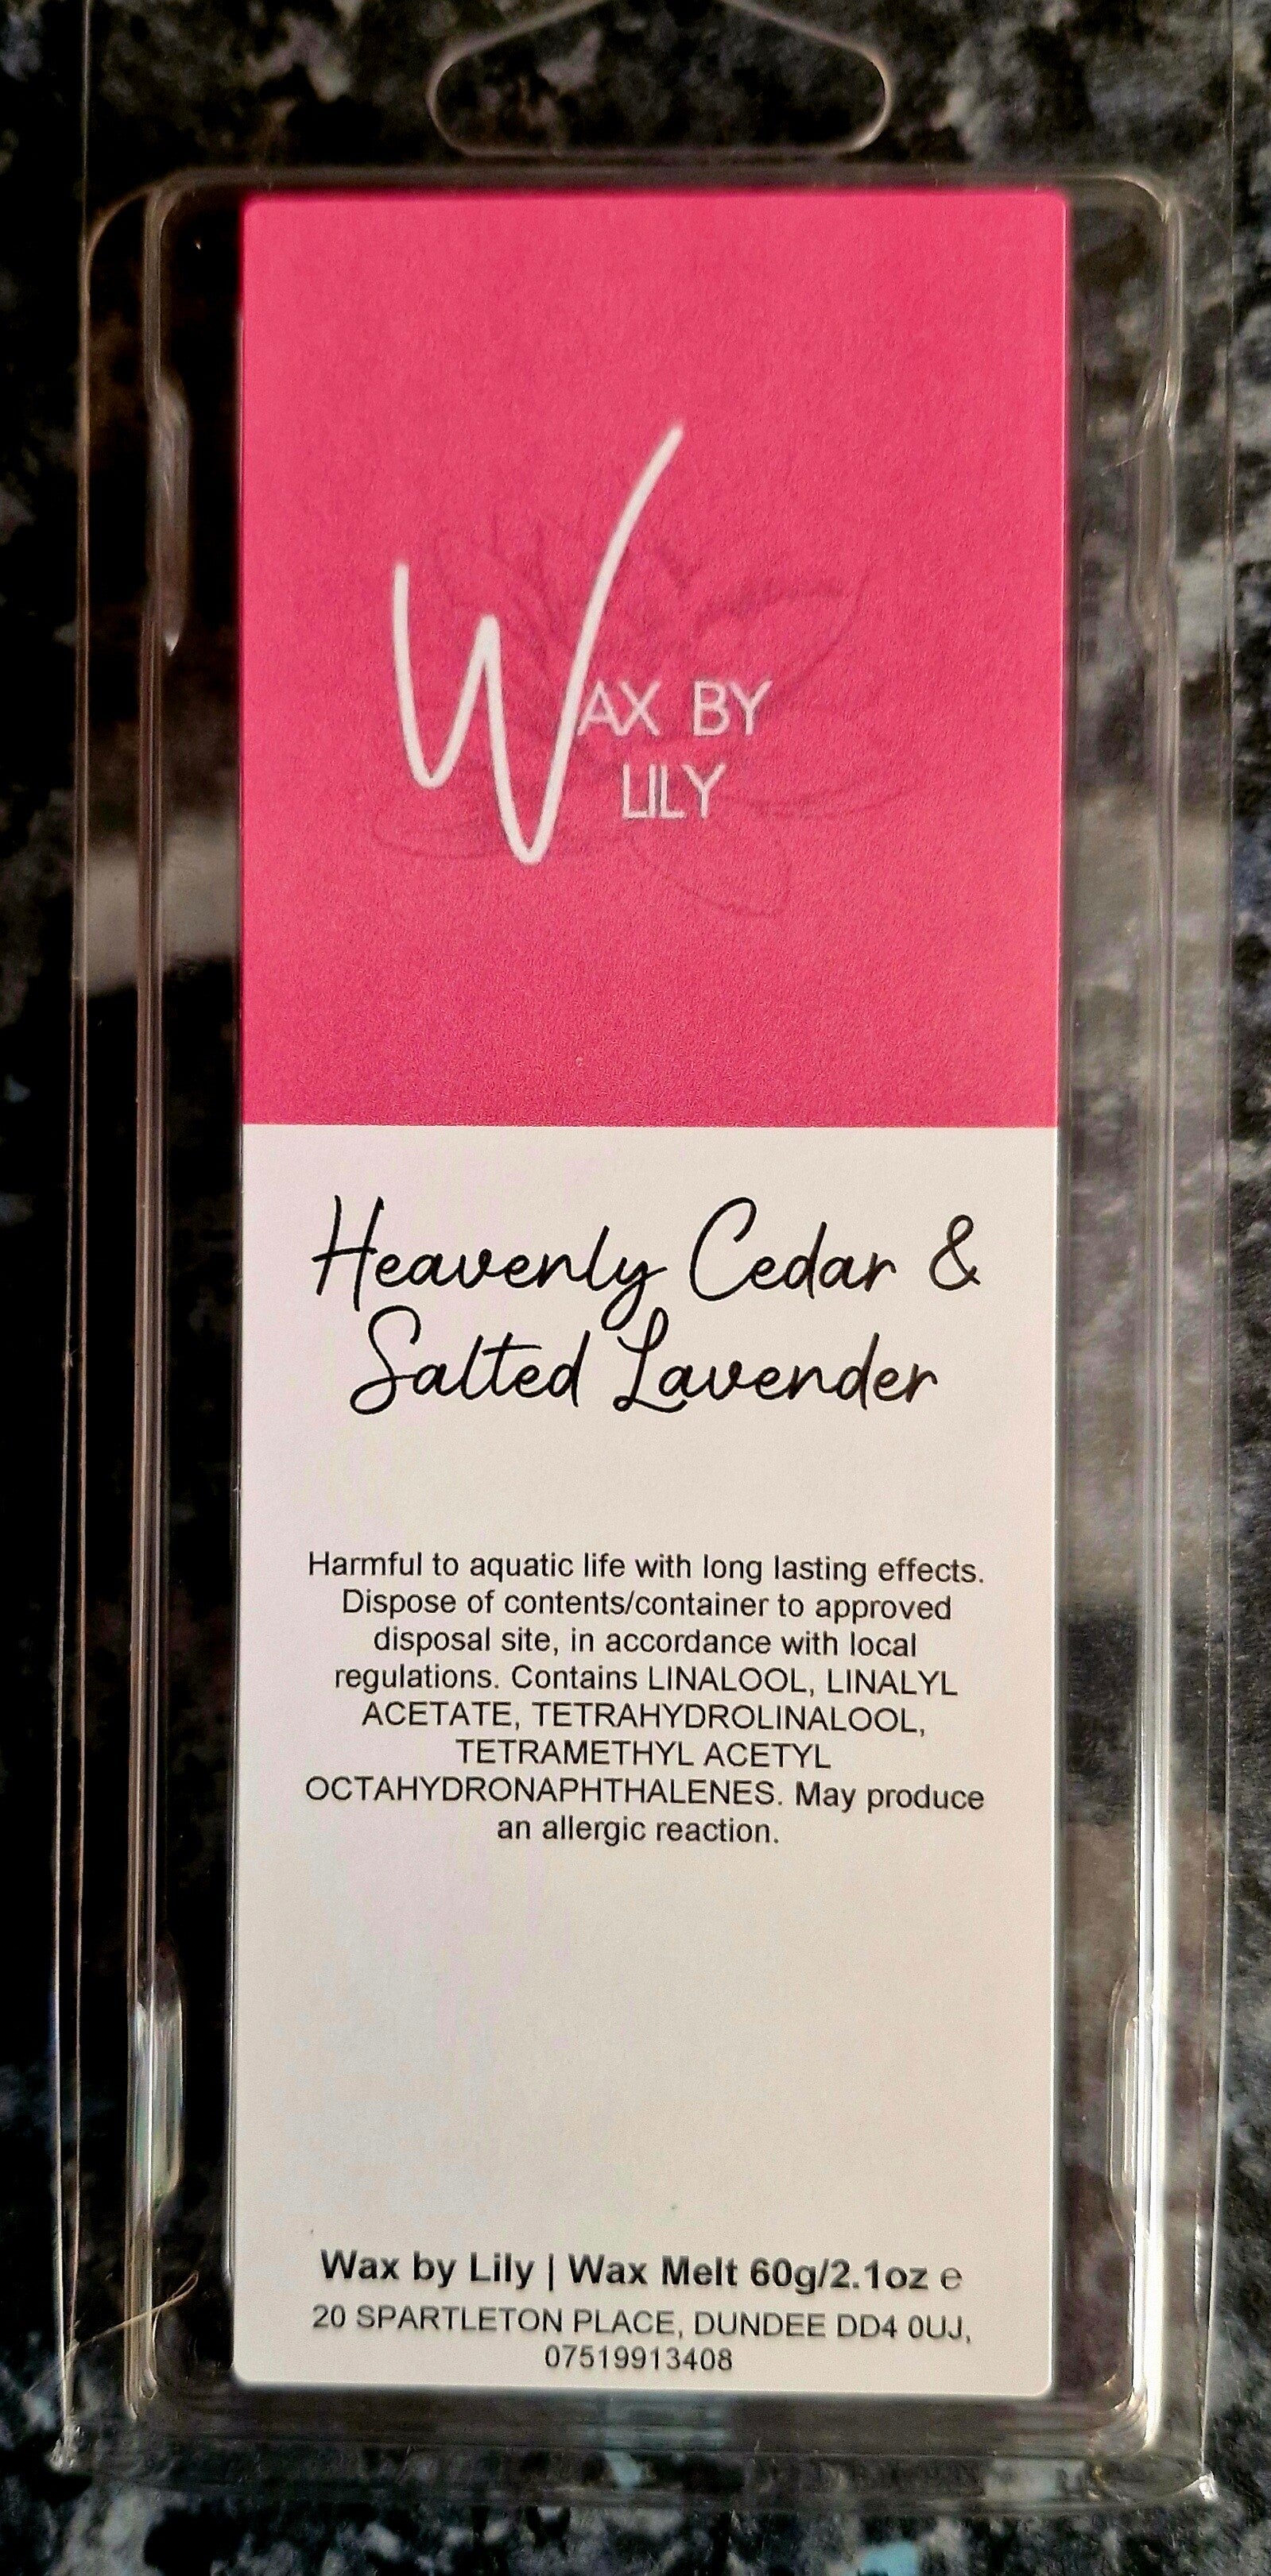 WAX BY
LILY
Heavenly Cedar &
Salted Lavender
Harmful to aquatic life with long lasting effects.
Dispose of contents/container to approved
disposal site, in accordance with local
regulations. Contains LINALOOL, LINALYL
ACETATE, TETRAHYDROLINALOOL,
TETRAMETHYL ACETYL
OCTAHYDRONAPHTHALENES. May produce
an allergic reaction.
Wax by Lily | Wax Melt 60g/2.1oz e
20 SPARTLETON PLACE, DUNDEE DD4 0UJ,
07519913408